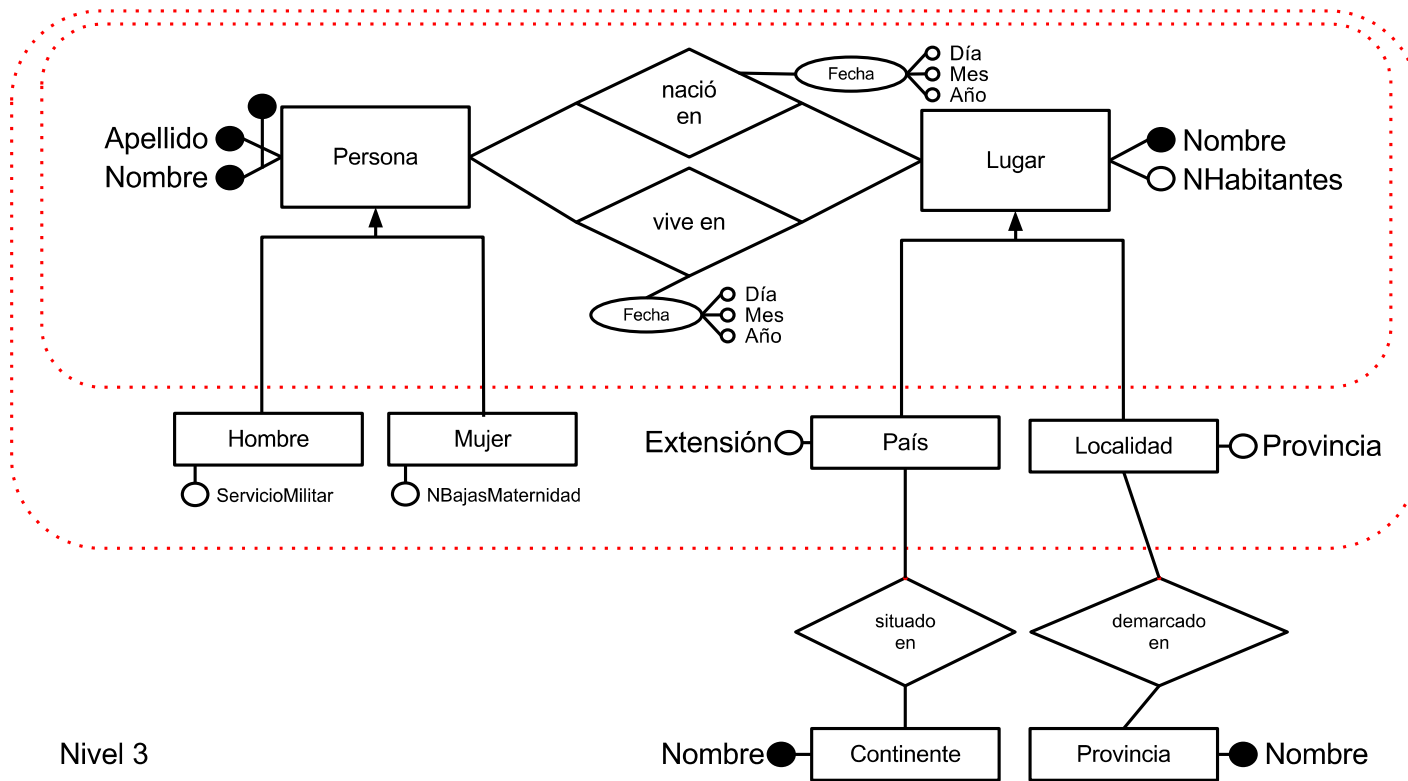 Día
Fecha
Mes
Año
nació
en
Apellido
Nombre
Persona
Lugar
Nombre
NHabitantes
vive en
Fecha
Día
Mes
Año
Hombre
Mujer
Extensión
País
Localidad
Provincia
ServicioMilitar
NBajasMaternidad
situado
en
demarcado
en
Nivel 3
Nombre
Continente
Provincia
Nombre